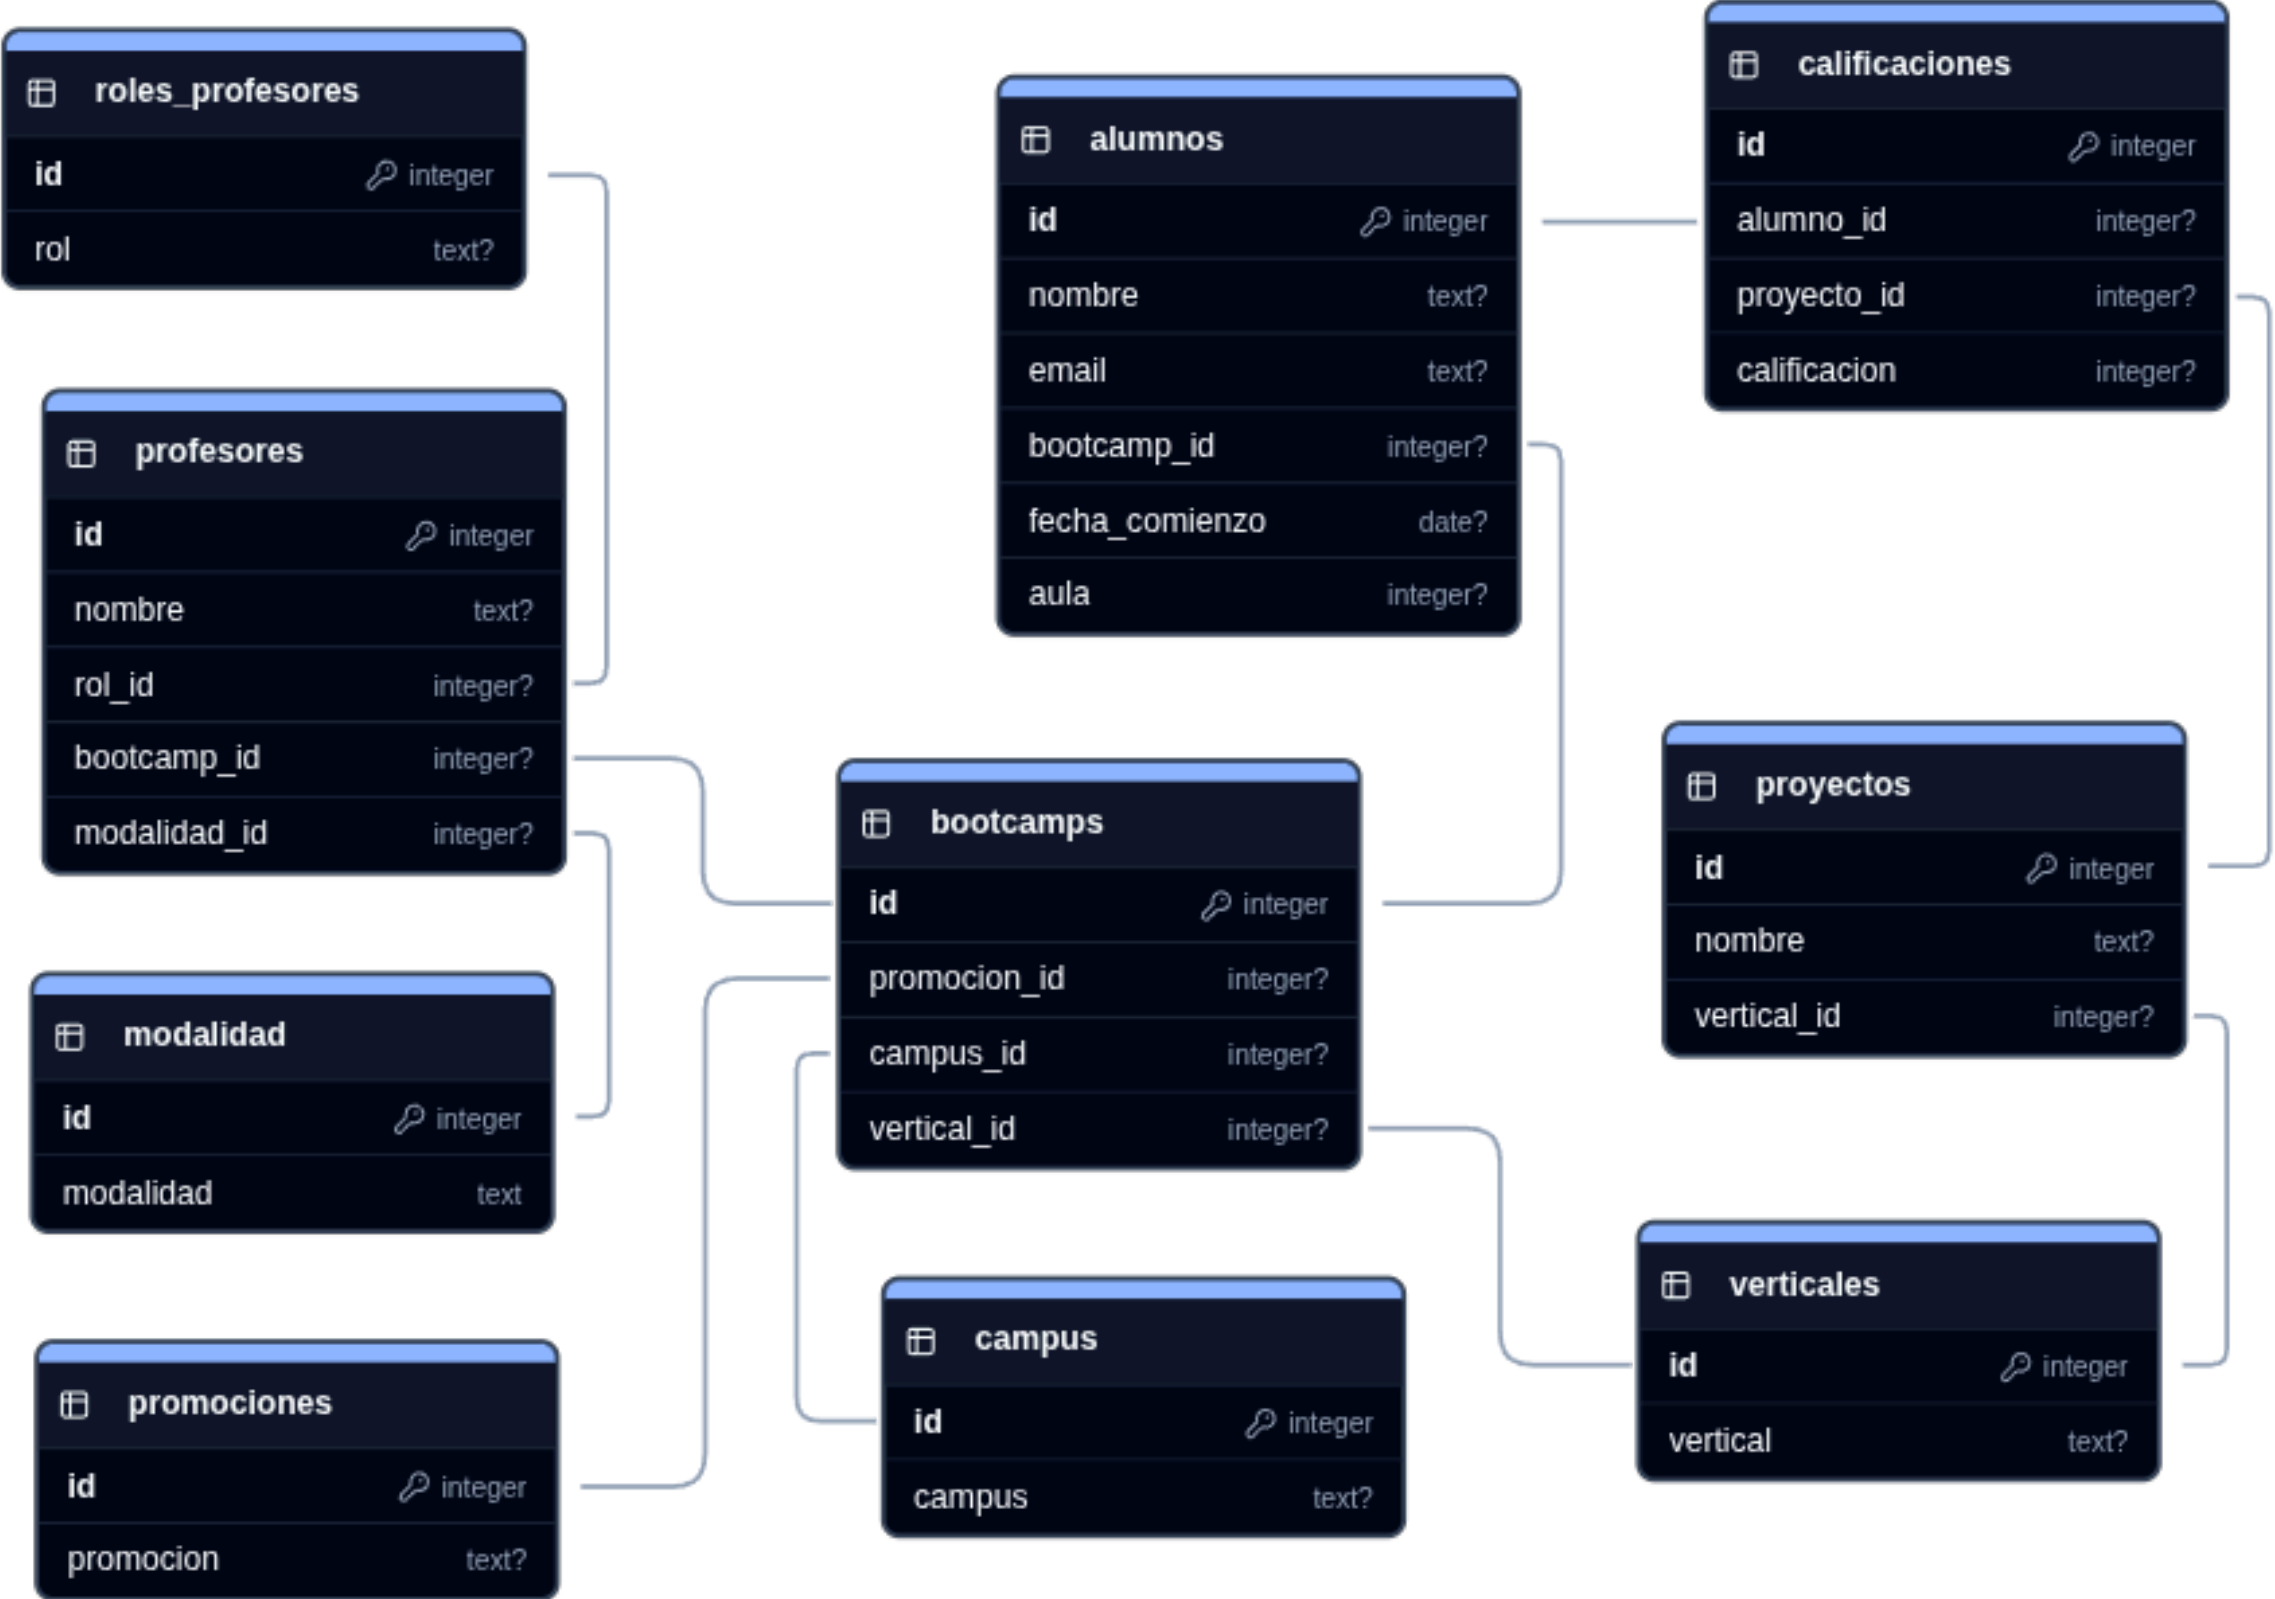 roles_profesores
id integer
rol text?
profesores
id integer
nombre text?
rol_id integer?
bootcamp_id integer?
modalidad_id integer?
modalidad
id integer
modalidad text
promociones
id integer
promocion text?
alumnos
id integer
nombre text?
email text?
bootcamp_id integer?
fecha_comienzo date?
aula integer?
bootcamps
id integer
promocion_id integer?
campus_id integer?
vertical_id integer?
campus
id integer
campus text?
calificaciones
id integer
alumno_id integer?
proyecto_id integer?
calificacion integer?
proyectos
id integer
nombre text?
vertical_id integer?
verticales
id integer
vertical text?